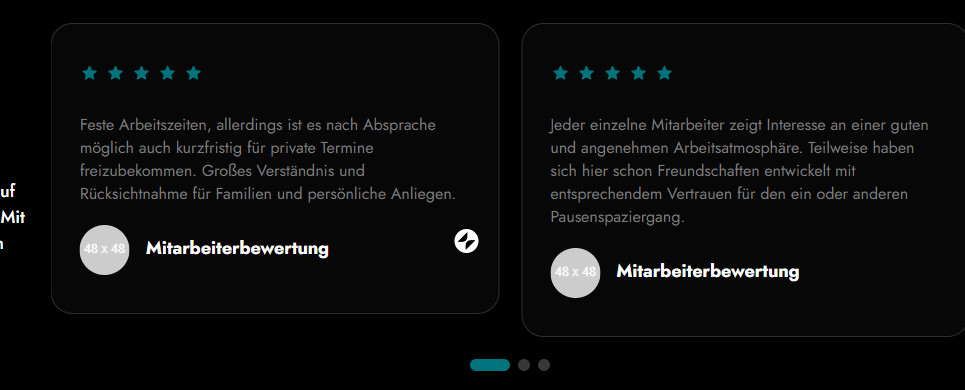 uf
Mit
n
Feste Arbeitszeiten, allerdings ist es nach Absprache
möglich auch kurzfristig für private Termine
freizubekommen. Großes Verständnis und
Rücksichtnahme für Familien und persönliche Anliegen.
48 x 48
Mitarbeiterbewertung
Jeder einzelne Mitarbeiter zeigt Interesse an einer guten
und angenehmen Arbeitsatmosphäre. Teilweise haben
sich hier schon Freundschaften entwickelt mit
entsprechendem Vertrauen für den ein oder anderen
Pausenspaziergang.
48 x 48
Mitarbeiterbewertung